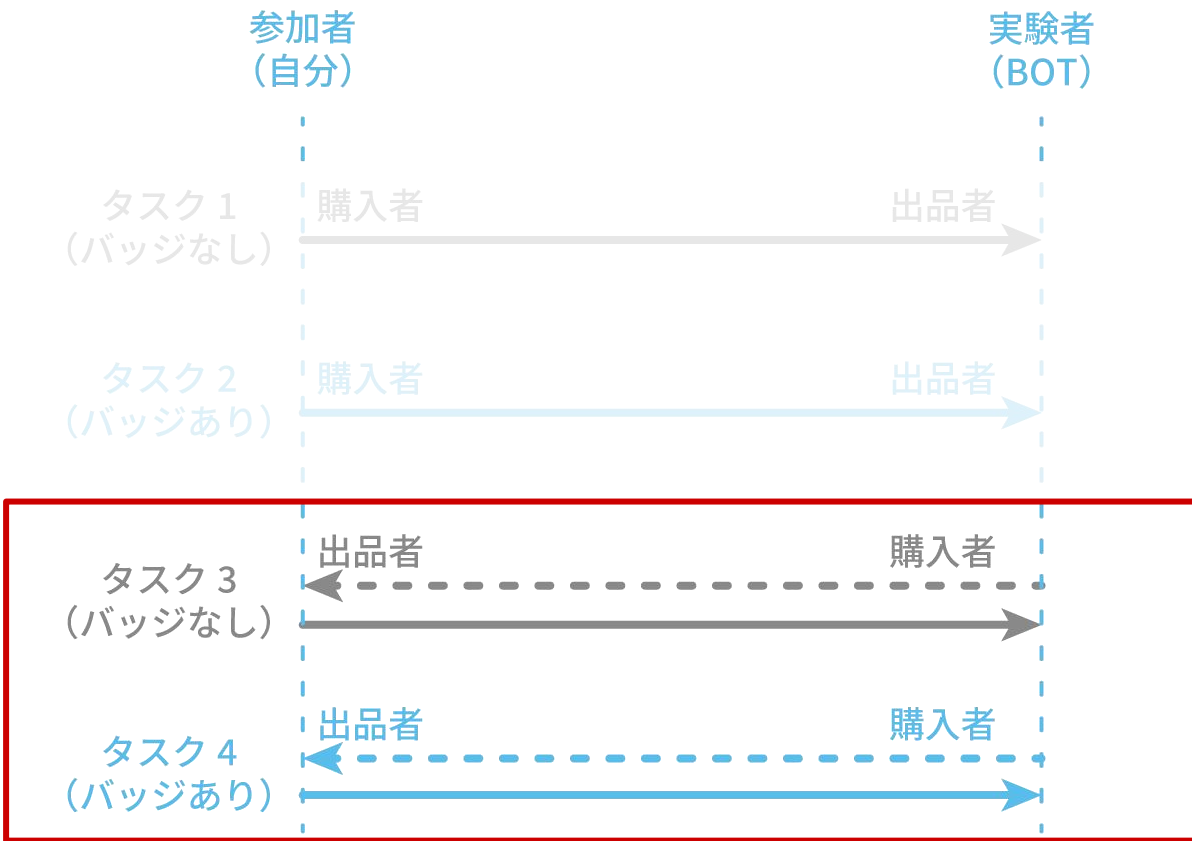 参加者
（自分）
実験者
（BOT）
タスク 1
（バッジなし）
購入者
出品者
タスク 2
（バッジあり）
購入者
出品者
タスク 3
（バッジなし）
出品者
購入者
タスク 4
（バッジあり）
出品者
購入者